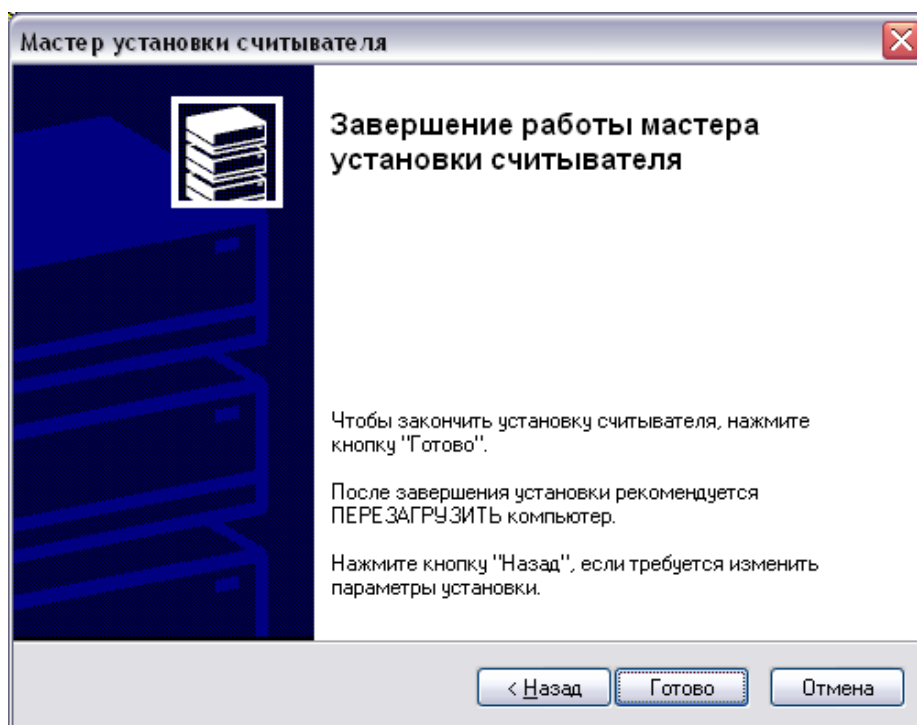 Мастер установки считывателя
Завершение работы мастера
установки считывателя
Чтобы закончить установку считывателя, нажмите
кнопку "Готово".
После завершения установки рекомендуется
ПЕРЕЗАГРУЗИТЬ компьютер.
Нажмите кнопку "Назад", если требуется изменить
параметры установки.
< Назад
Готово
Отмена